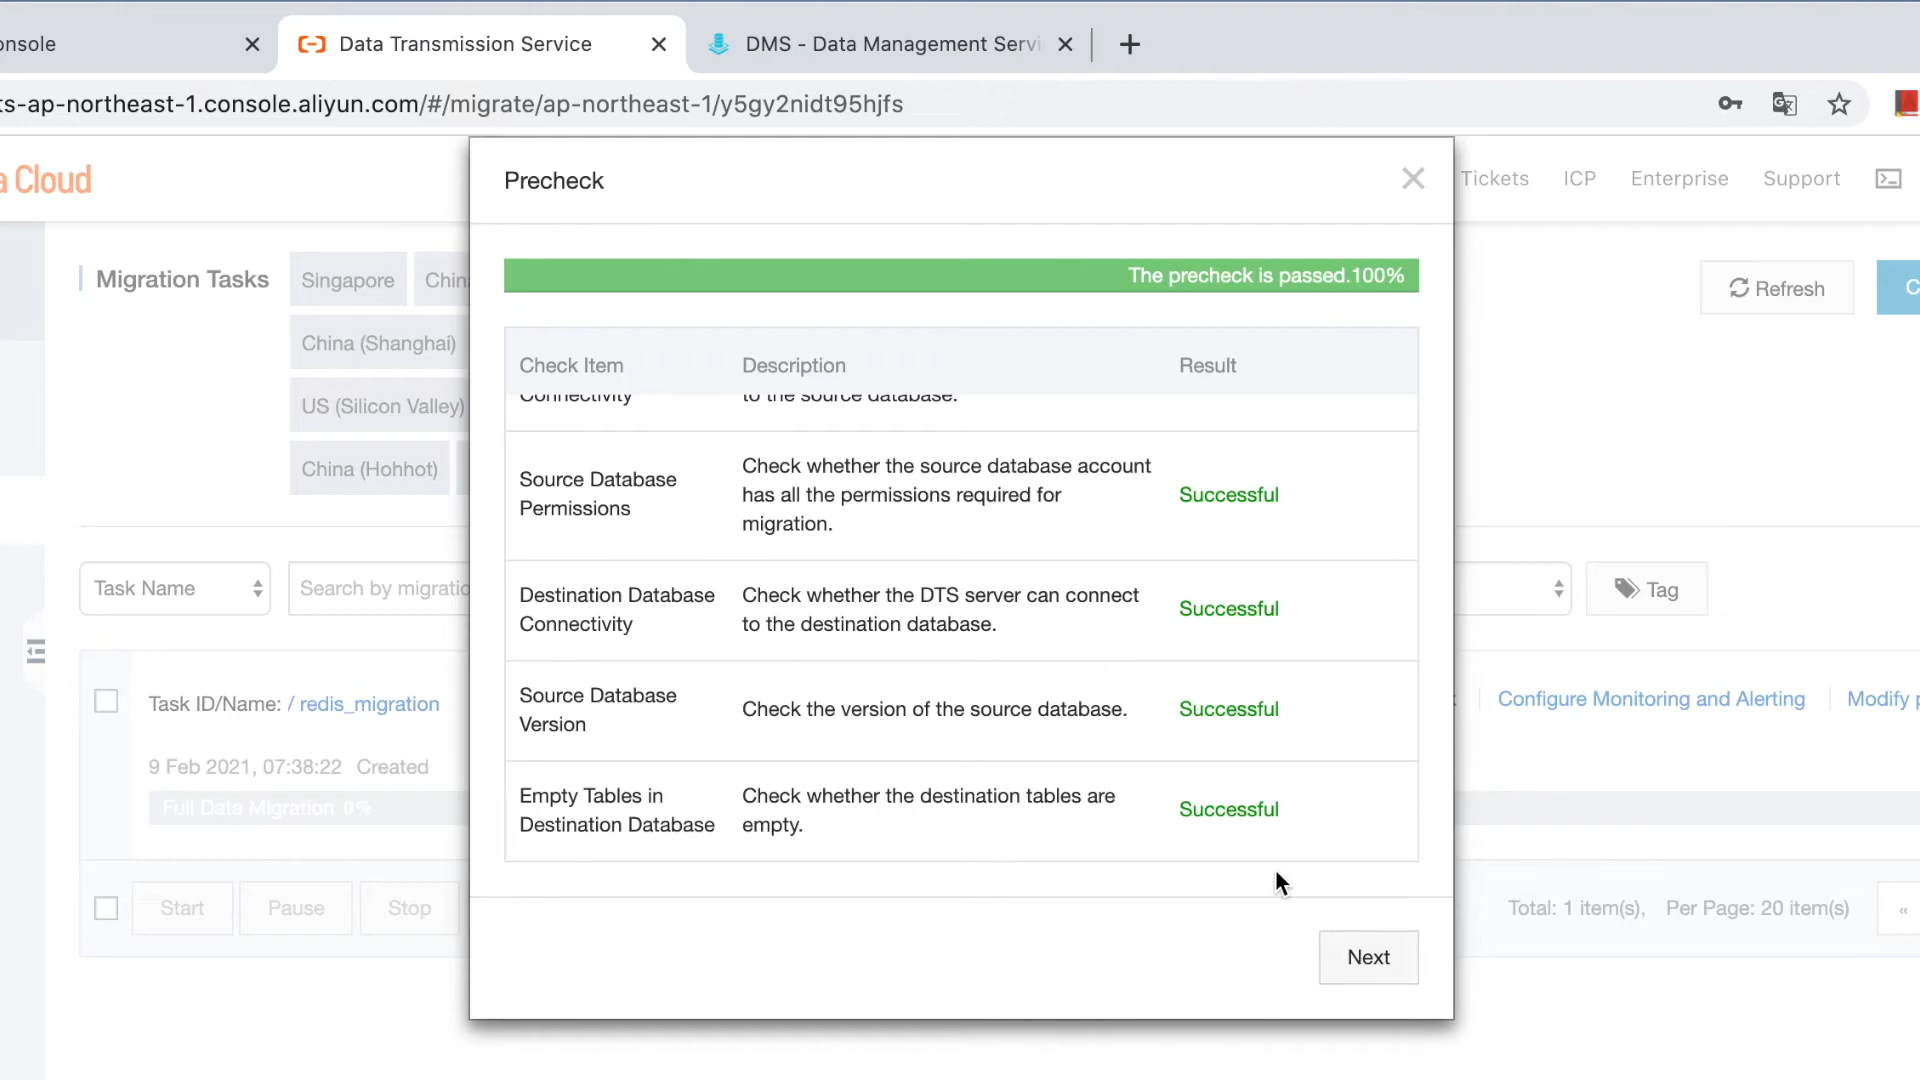 onsole
Data Transmission Service
DMS - Data Management Servi
ts-ap-northeast-1.console.aliyun.com/#/migrate/ap-northeast-1/y5gy2nidt95hjfs
a Cloud
Precheck
Tickets
ICP
Enterprise
Support
Migration Tasks
Singapore
China
China (Shanghai)
US (Silicon Valley)
China (Hohhot)
The precheck is passed.100%
Refresh
C
Check Item
Description
Result
Connectivity
to the source database.
Source Database
Permissions
Check whether the source database account
has all the permissions required for
migration.
Successful
Destination Database
Connectivity
Check whether the DTS server can connect
to the destination database.
Successful
Source Database
Version
Check the version of the source database.
Successful
Empty Tables in
Destination Database
Check whether the destination tables are
empty.
Successful
Task Name
Search by migratio
Tag
Task ID/Name: / redis_migration
Configure Monitoring and Alerting
Modify p
9 Feb 2021, 07:38:22 Created
Full Data Migration 0%
Start
Pause
Stop
Total: 1 item(s),
Per Page: 20 item(s)
«
Next